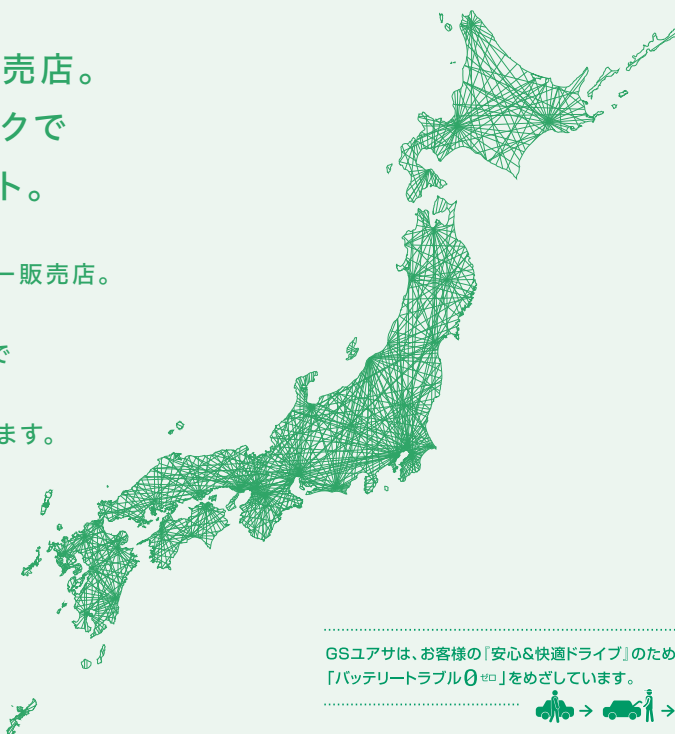 売店。
クで
ト。
ー販売店。
で
ます。
GSユアサは、お客様の『安心&快適ドライブ』のため
「バッテリートラブル0ゼロ」をめざしています。